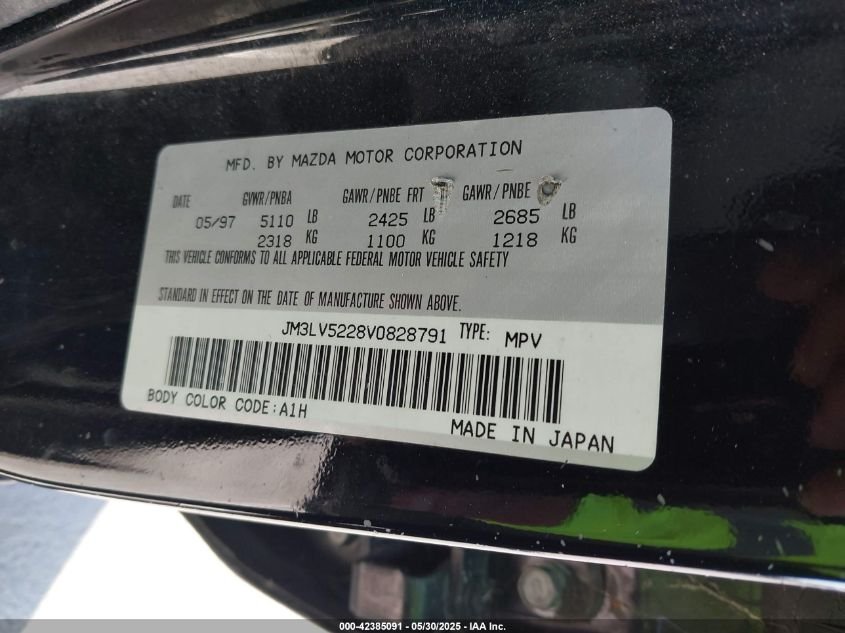 MFD. BY MAZDA MOTOR CORPORATION
DATE GVWR/PNBA GAWR/PNBE FRT GAWR/PNBE
05/97 5110 LB 2425 LB 2685 LB
2318 KG 1100 KG 1218 KG
THIS VEHICLE CONFORMS TO ALL APPLICABLE FEDERAL MOTOR VEHICLE SAFETY
STANDARD IN EFFECT ON THE DATE OF MANUFACTURE SHOWN ABOVE.
JM3LV5228V0828791 TYPE: MPV
BODY COLOR CODE:A1H
MADE IN JAPAN
000-42385091 - 05/30/2025 - IAA Inc.